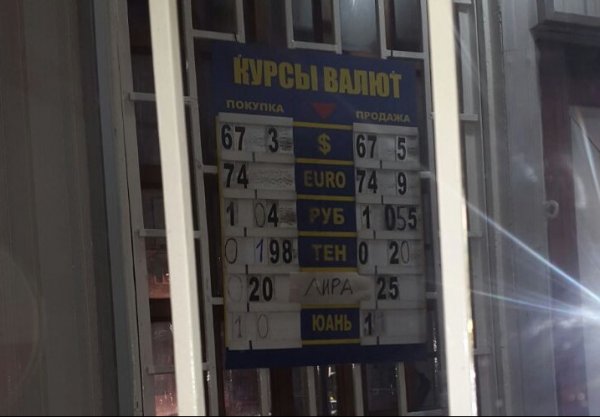 КУРСЫ ВАЛЮТ
ПОКУПКА ПРОДАЖА
67 3 $ 67 5
74 EURO 74 9
1 04 РУБ 1 055
0 198 ТЕН 0 20
0 20 ЛИРА 25
10 ЮАНЬ 1